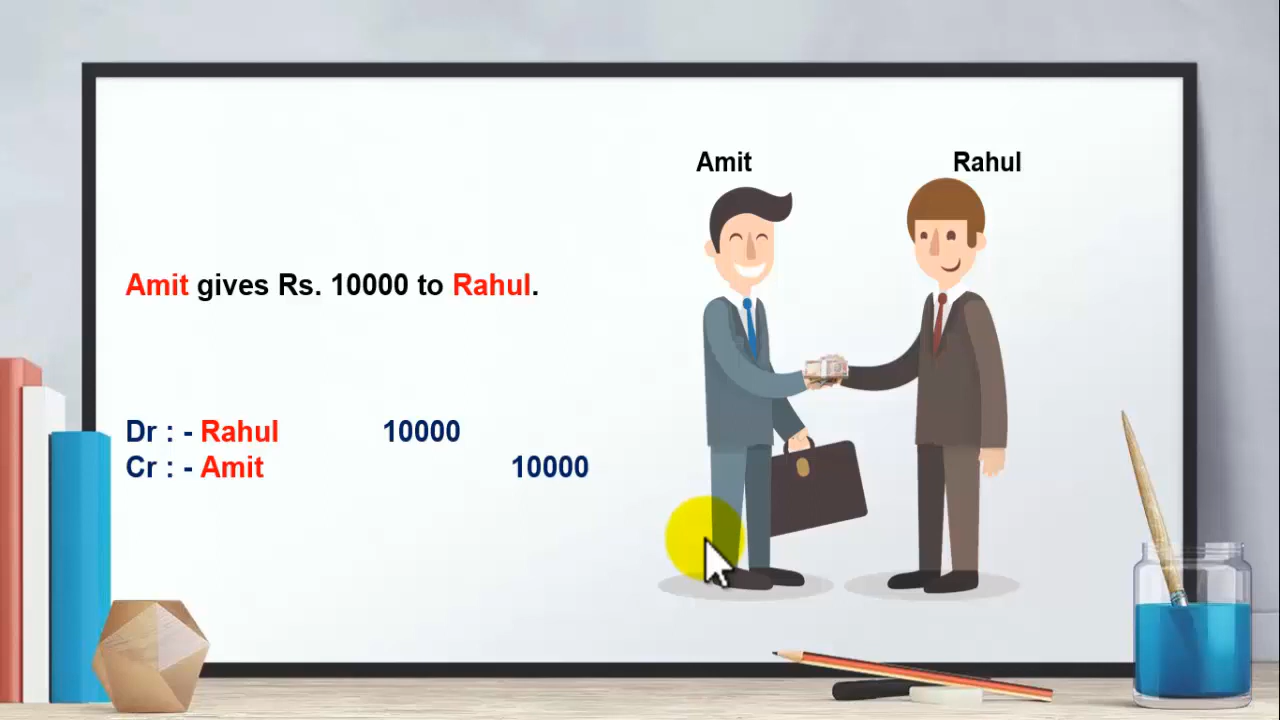 Amit Rahul
Amit gives Rs. 10000 to Rahul.
Dr : - Rahul 10000
Cr : - Amit 10000